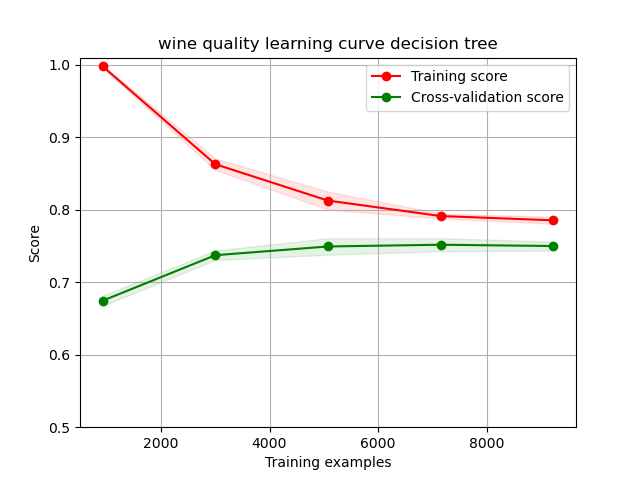 wine quality learning curve decision tree
1.0
0.9
0.8
0.7
0.6
0.5
Score
Training score
Cross-validation score
2000 4000 6000 8000
Training examples